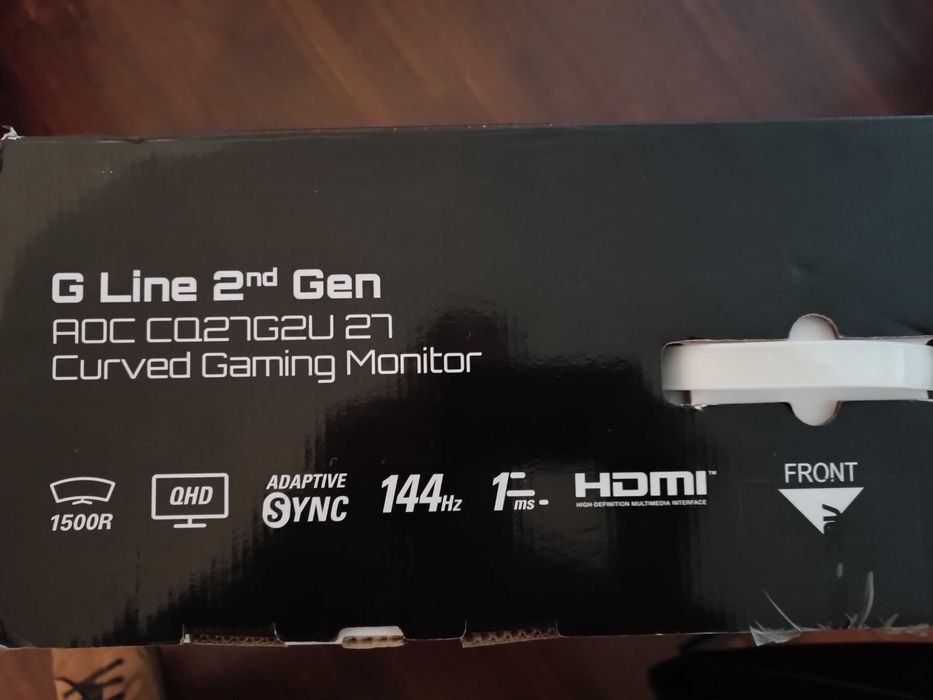 G Line 2nd Gen
AOC CQ27G2U 27
Curved Gaming Monitor
1500R
QHD
ADAPTIVE
SYNC
144Hz
1ms
HDMI™
HIGH-DEFINITION MULTIMEDIA INTERFACE
FRONT